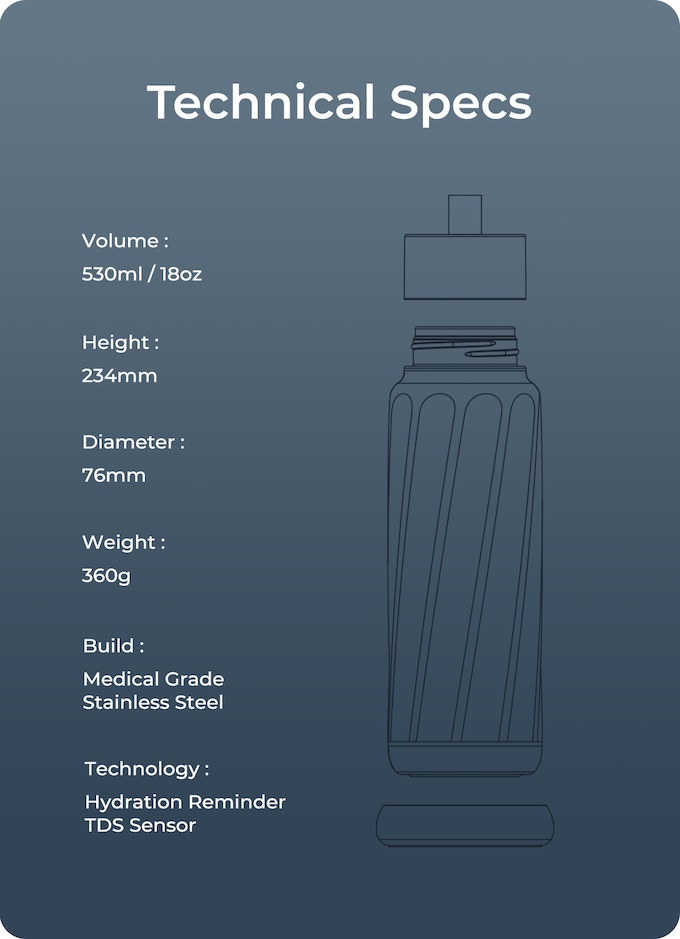 Technical Specs
Volume :
530ml / 18oz
Height :
234mm
Diameter :
76mm
Weight :
360g
Build :
Medical Grade
Stainless Steel
Technology :
Hydration Reminder
TDS Sensor